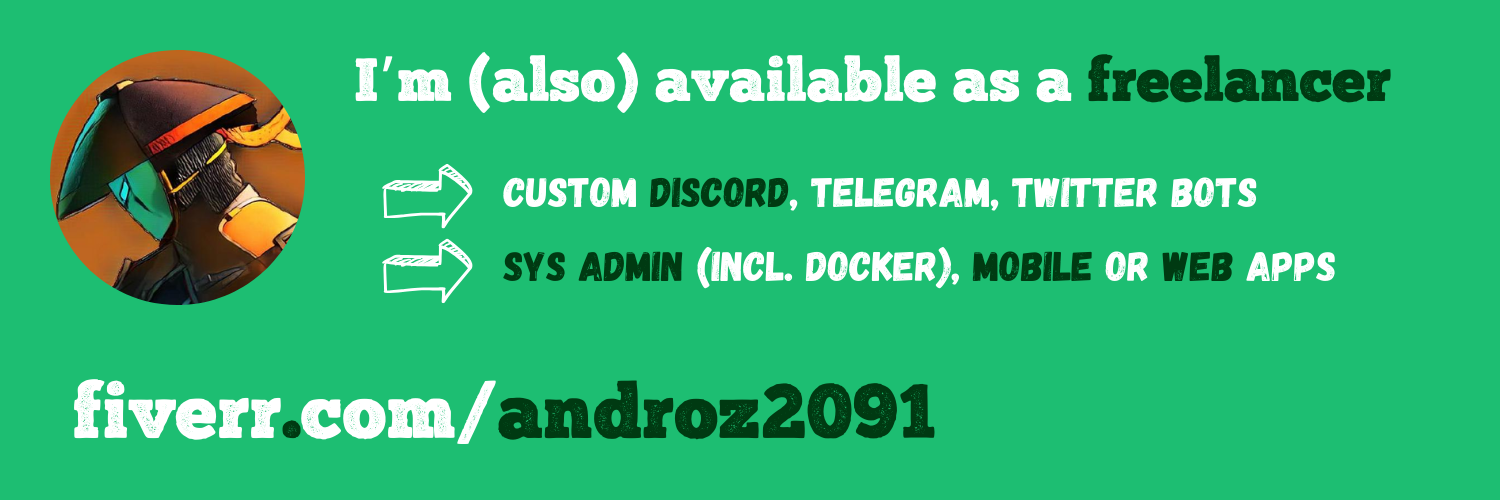 I'm (also) available as a freelancer
CUSTOM DISCORD, TELEGRAM, TWITTER BOTS
SYS ADMIN (INCL. DOCKER), MOBILE OR WEB APPS
fiverr.com/androz2091